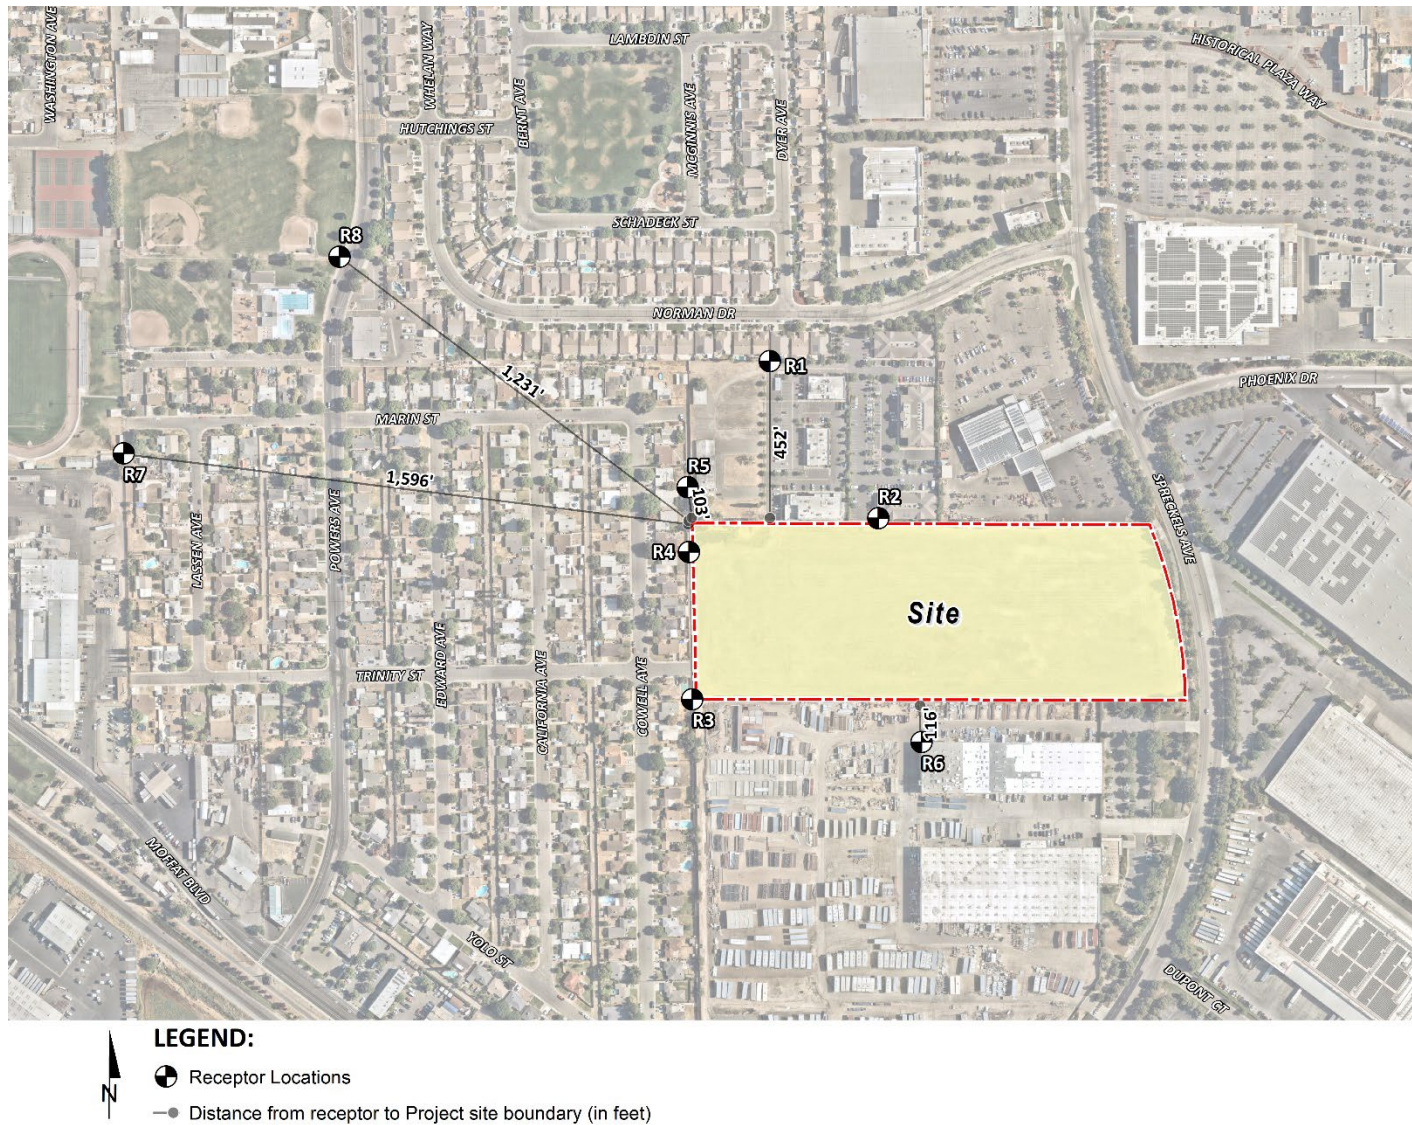 WASHINGTON AVE
WHELAN WAY
LAMBDIN ST
HISTORICAL PLAZA WAY
BERNT AVE
MCGINNIS AVE
DYER AVE
HUTCHINGS ST
SCHADECK ST
R8
NORMAN DR
R1
1,231'
PHOENIX DR
MARIN ST
452'
R7
1,596'
R5
103'
R2
SPRECKELS AVE
LASSEN AVE
POWERS AVE
R4
Site
EDWARD AVE
CALIFORNIA AVE
COWELL AVE
TRINITY ST
R3
116'
R6
MOFFAT BLVD
YOLO ST
DUPONT CT
LEGEND:
Receptor Locations
N
Distance from receptor to Project site boundary (in feet)